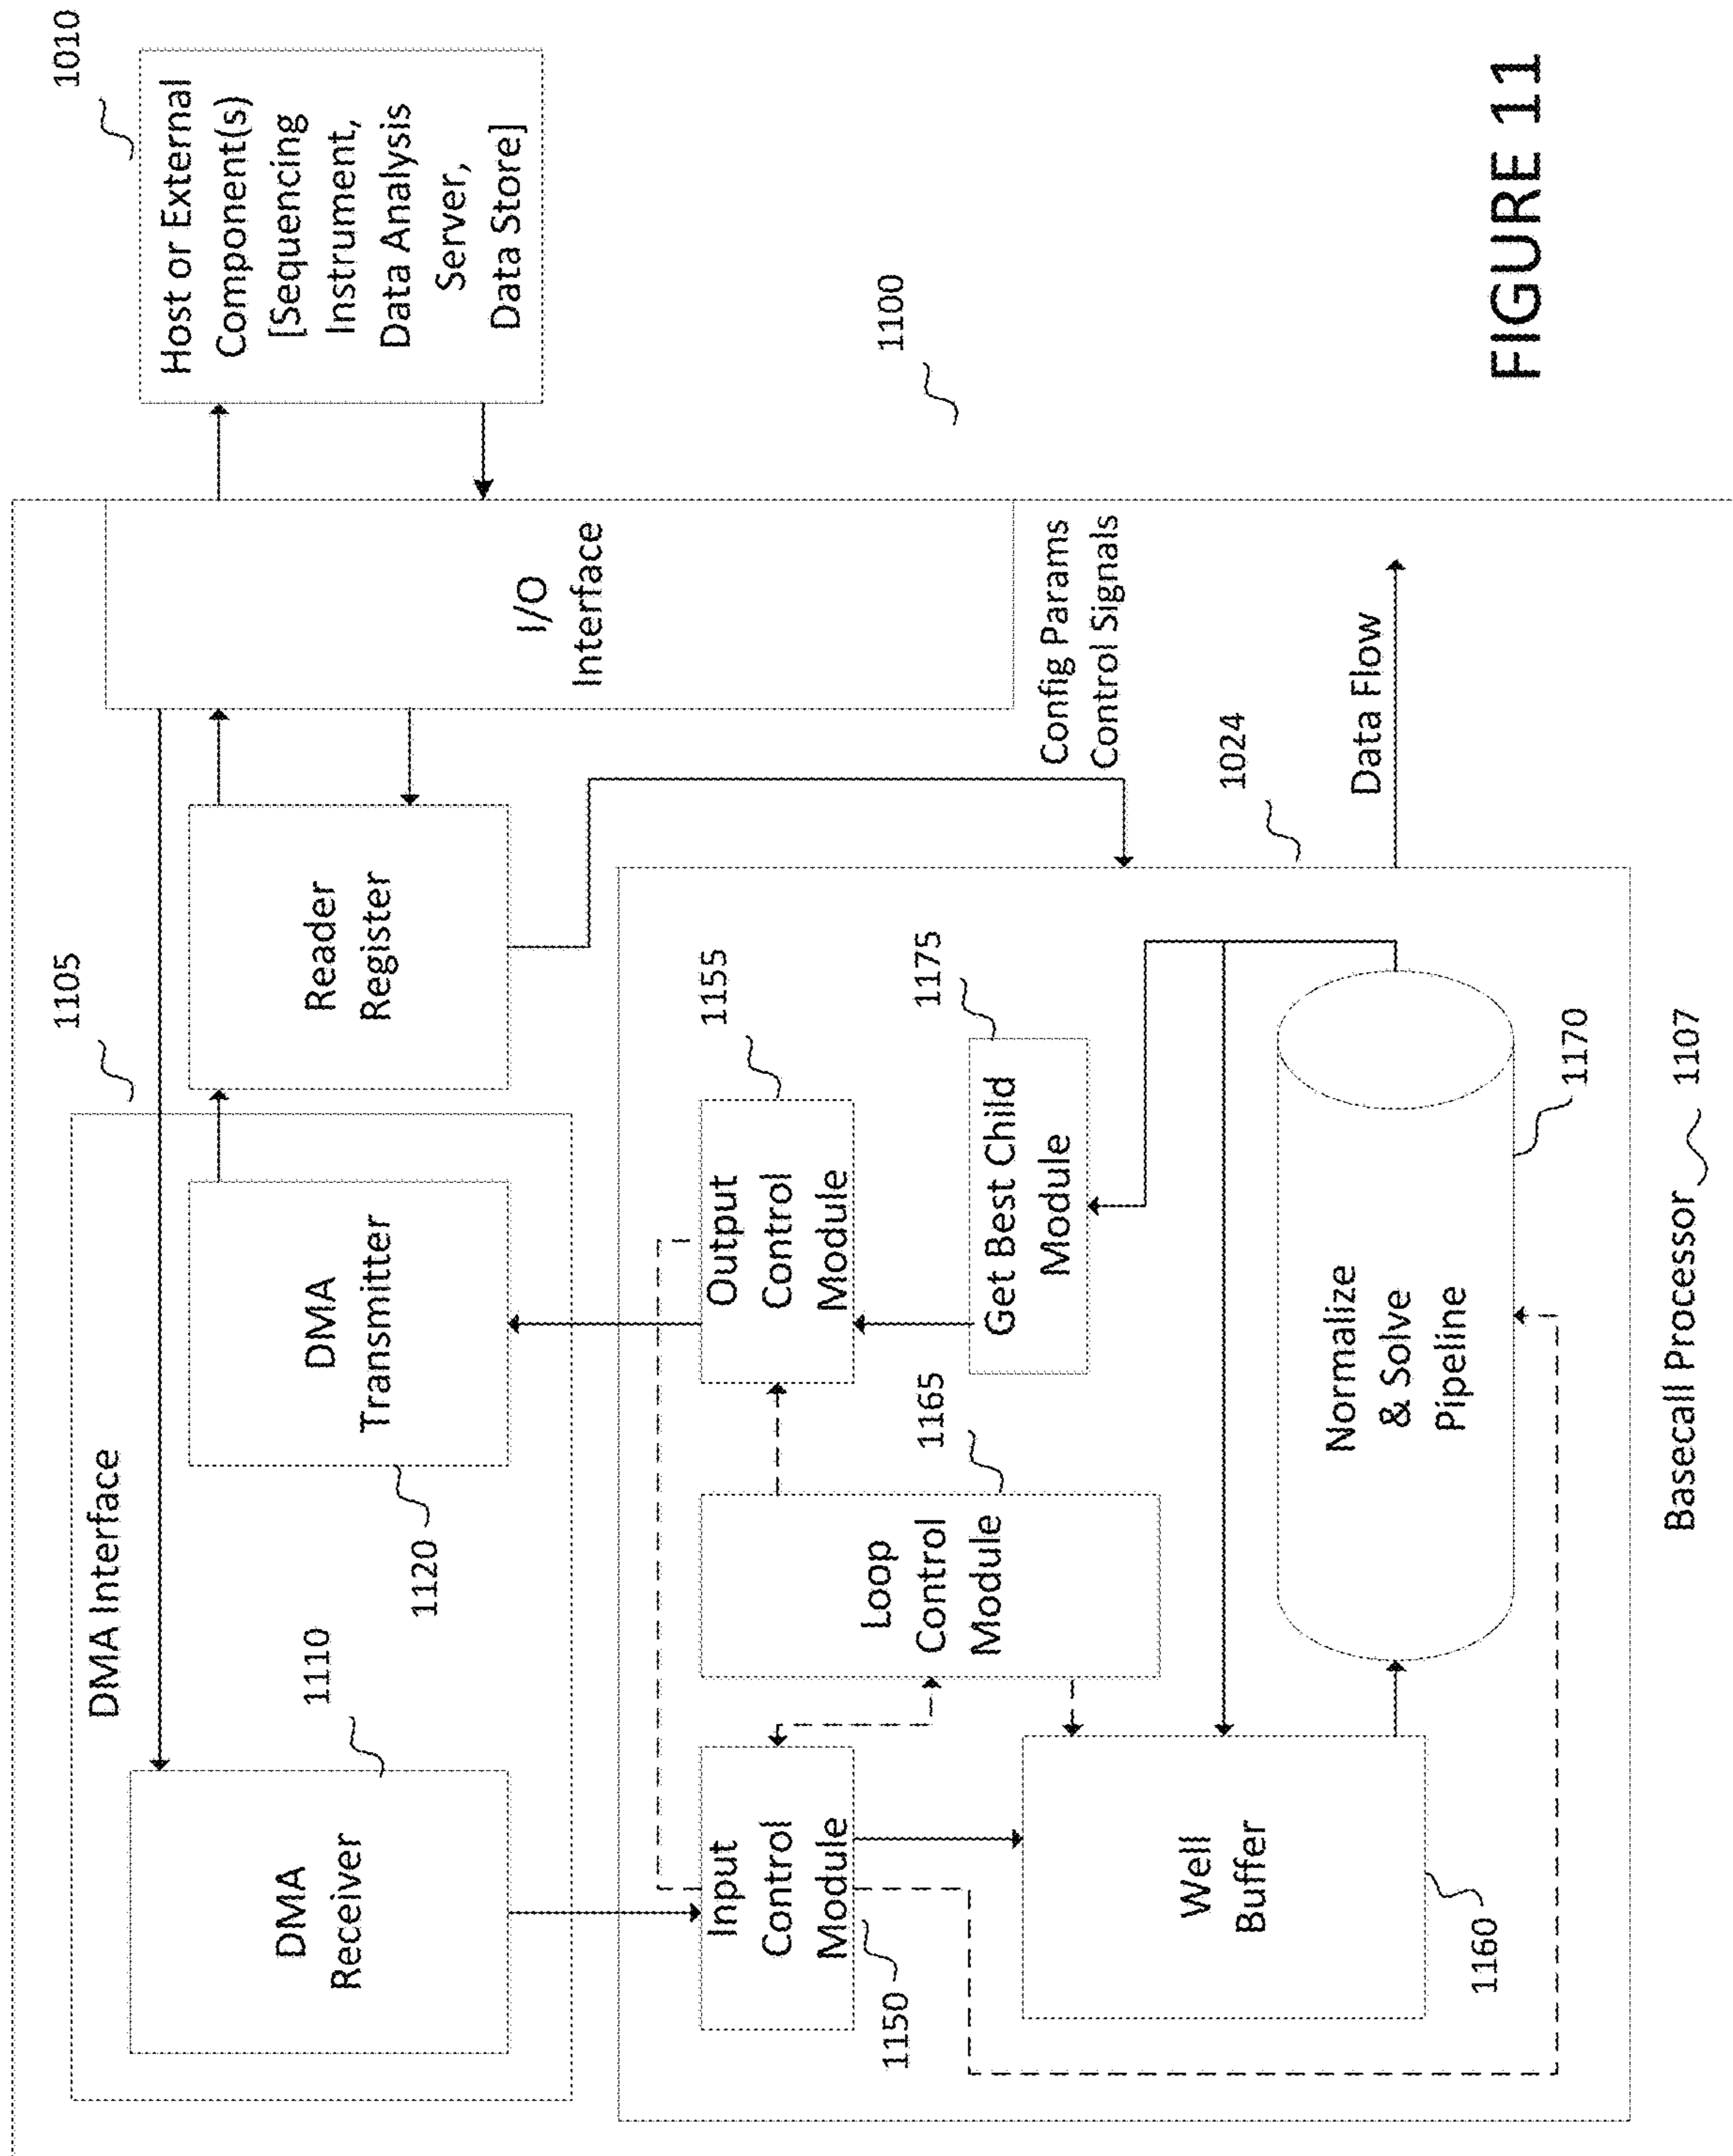 1010
Host or External
Component(s)
[Sequencing
Instrument,
Data Analysis
Server,
Data Store]
1100
FIGURE 11
I/O
Interface
Config Params
Control Signals
1105
DMA Interface
Reader
Register
DMA
Transmitter
1120
DMA
Receiver
1110
1024
Data Flow
1155
Output
Control
Module
1175
Get Best Child
Module
1165
Loop
Control
Module
Input
Control
Module
1150
Well
Buffer
1160
Normalize
& Solve
Pipeline
1170
Basecall Processor
1107